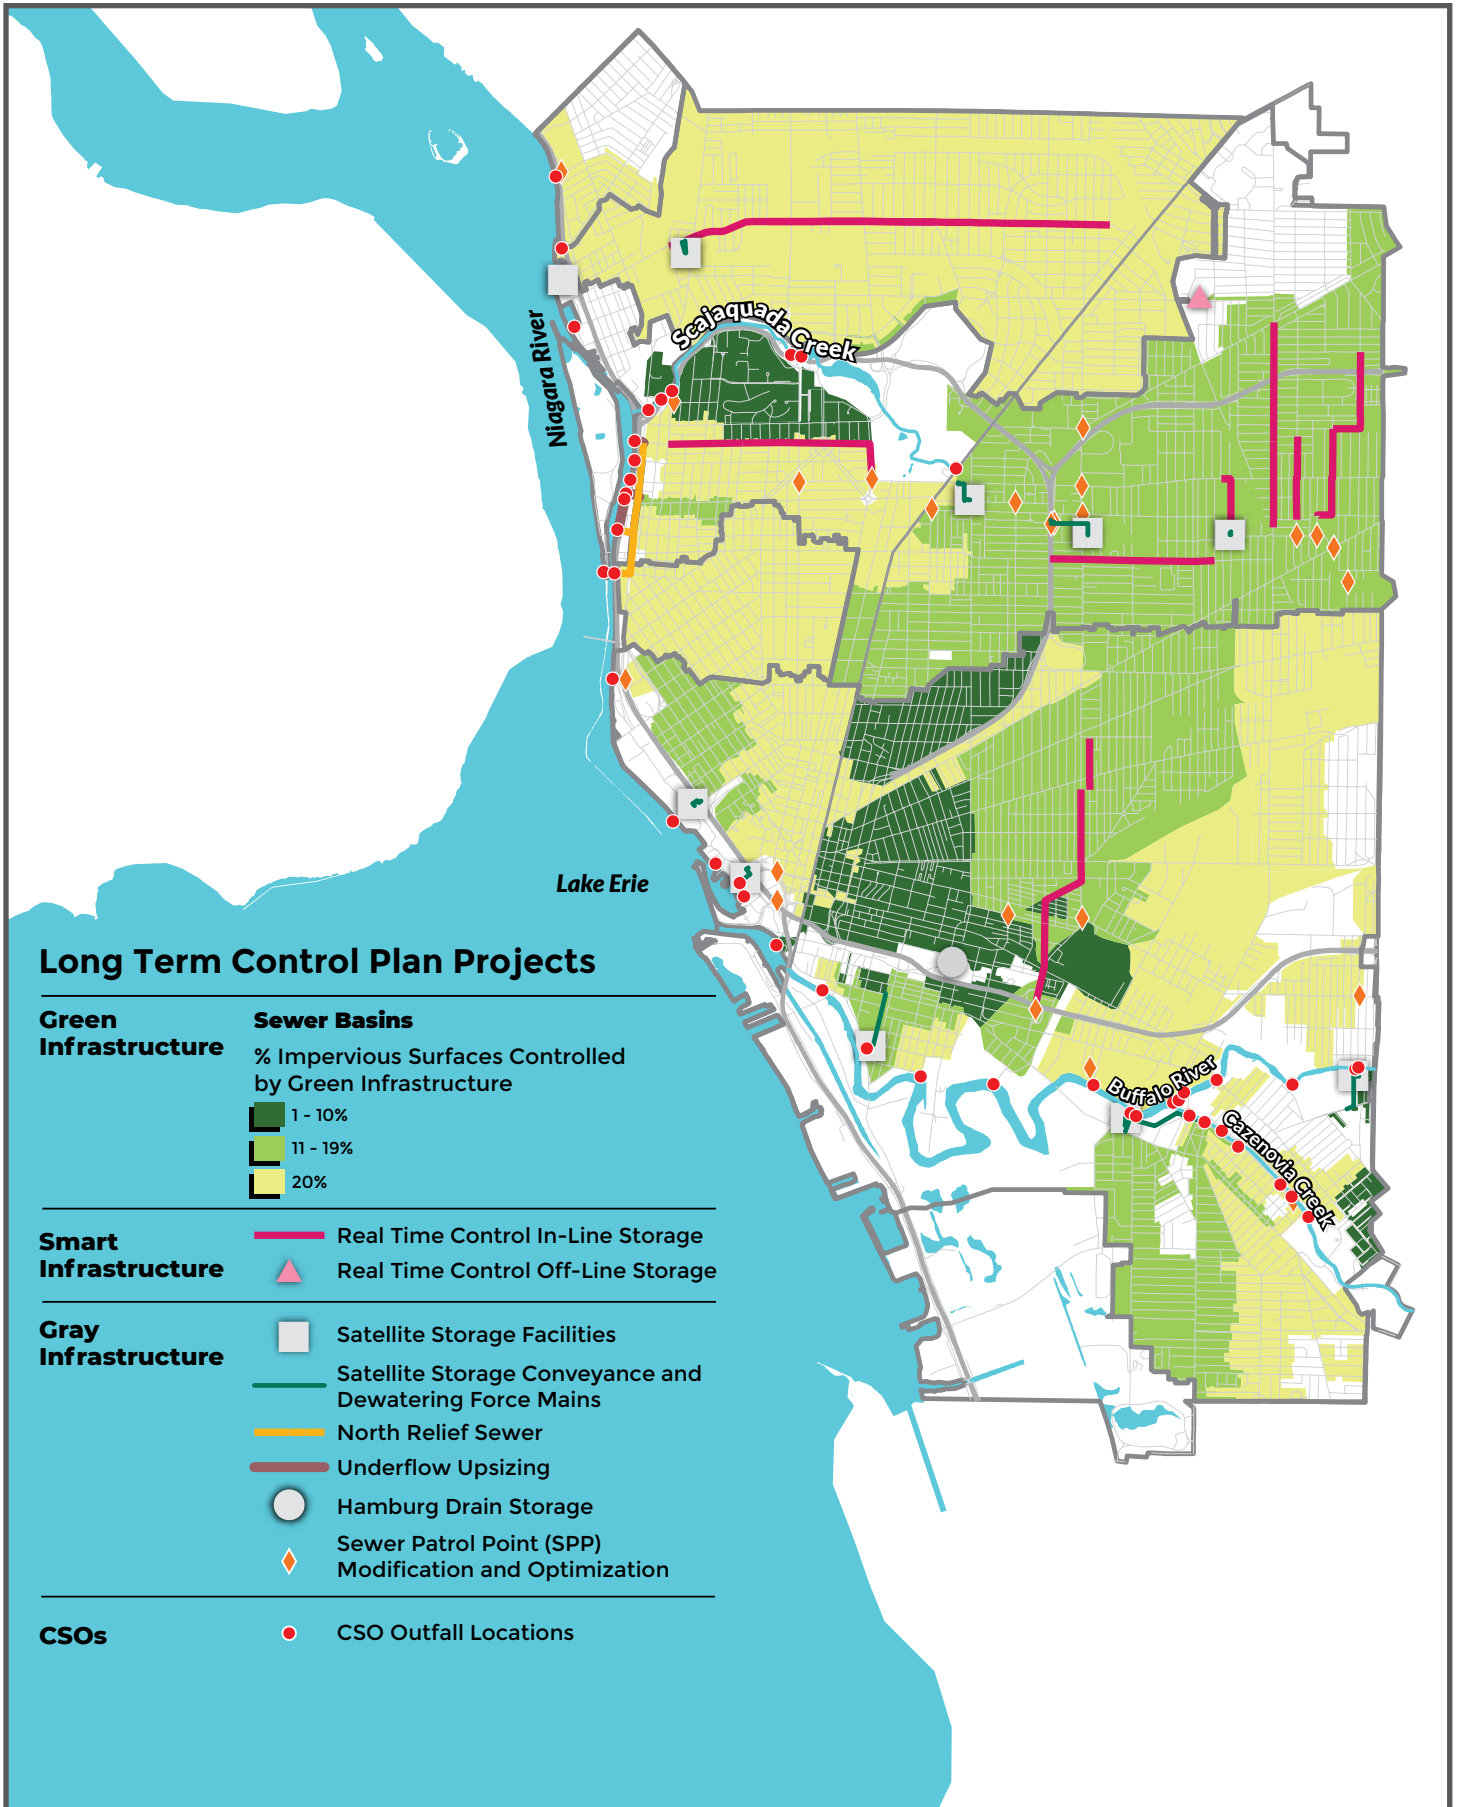 Scajaquada Creek
Niagara River
Lake Erie
Buffalo River
Cazenovia Creek
Long Term Control Plan Projects
Green
Infrastructure
Sewer Basins
% Impervious Surfaces Controlled
by Green Infrastructure
1 - 10%
11 - 19%
20%
Smart
Infrastructure
Real Time Control In-Line Storage
Real Time Control Off-Line Storage
Gray
Infrastructure
Satellite Storage Facilities
Satellite Storage Conveyance and
Dewatering Force Mains
North Relief Sewer
Underflow Upsizing
Hamburg Drain Storage
Sewer Patrol Point (SPP)
Modification and Optimization
CSOs
CSO Outfall Locations